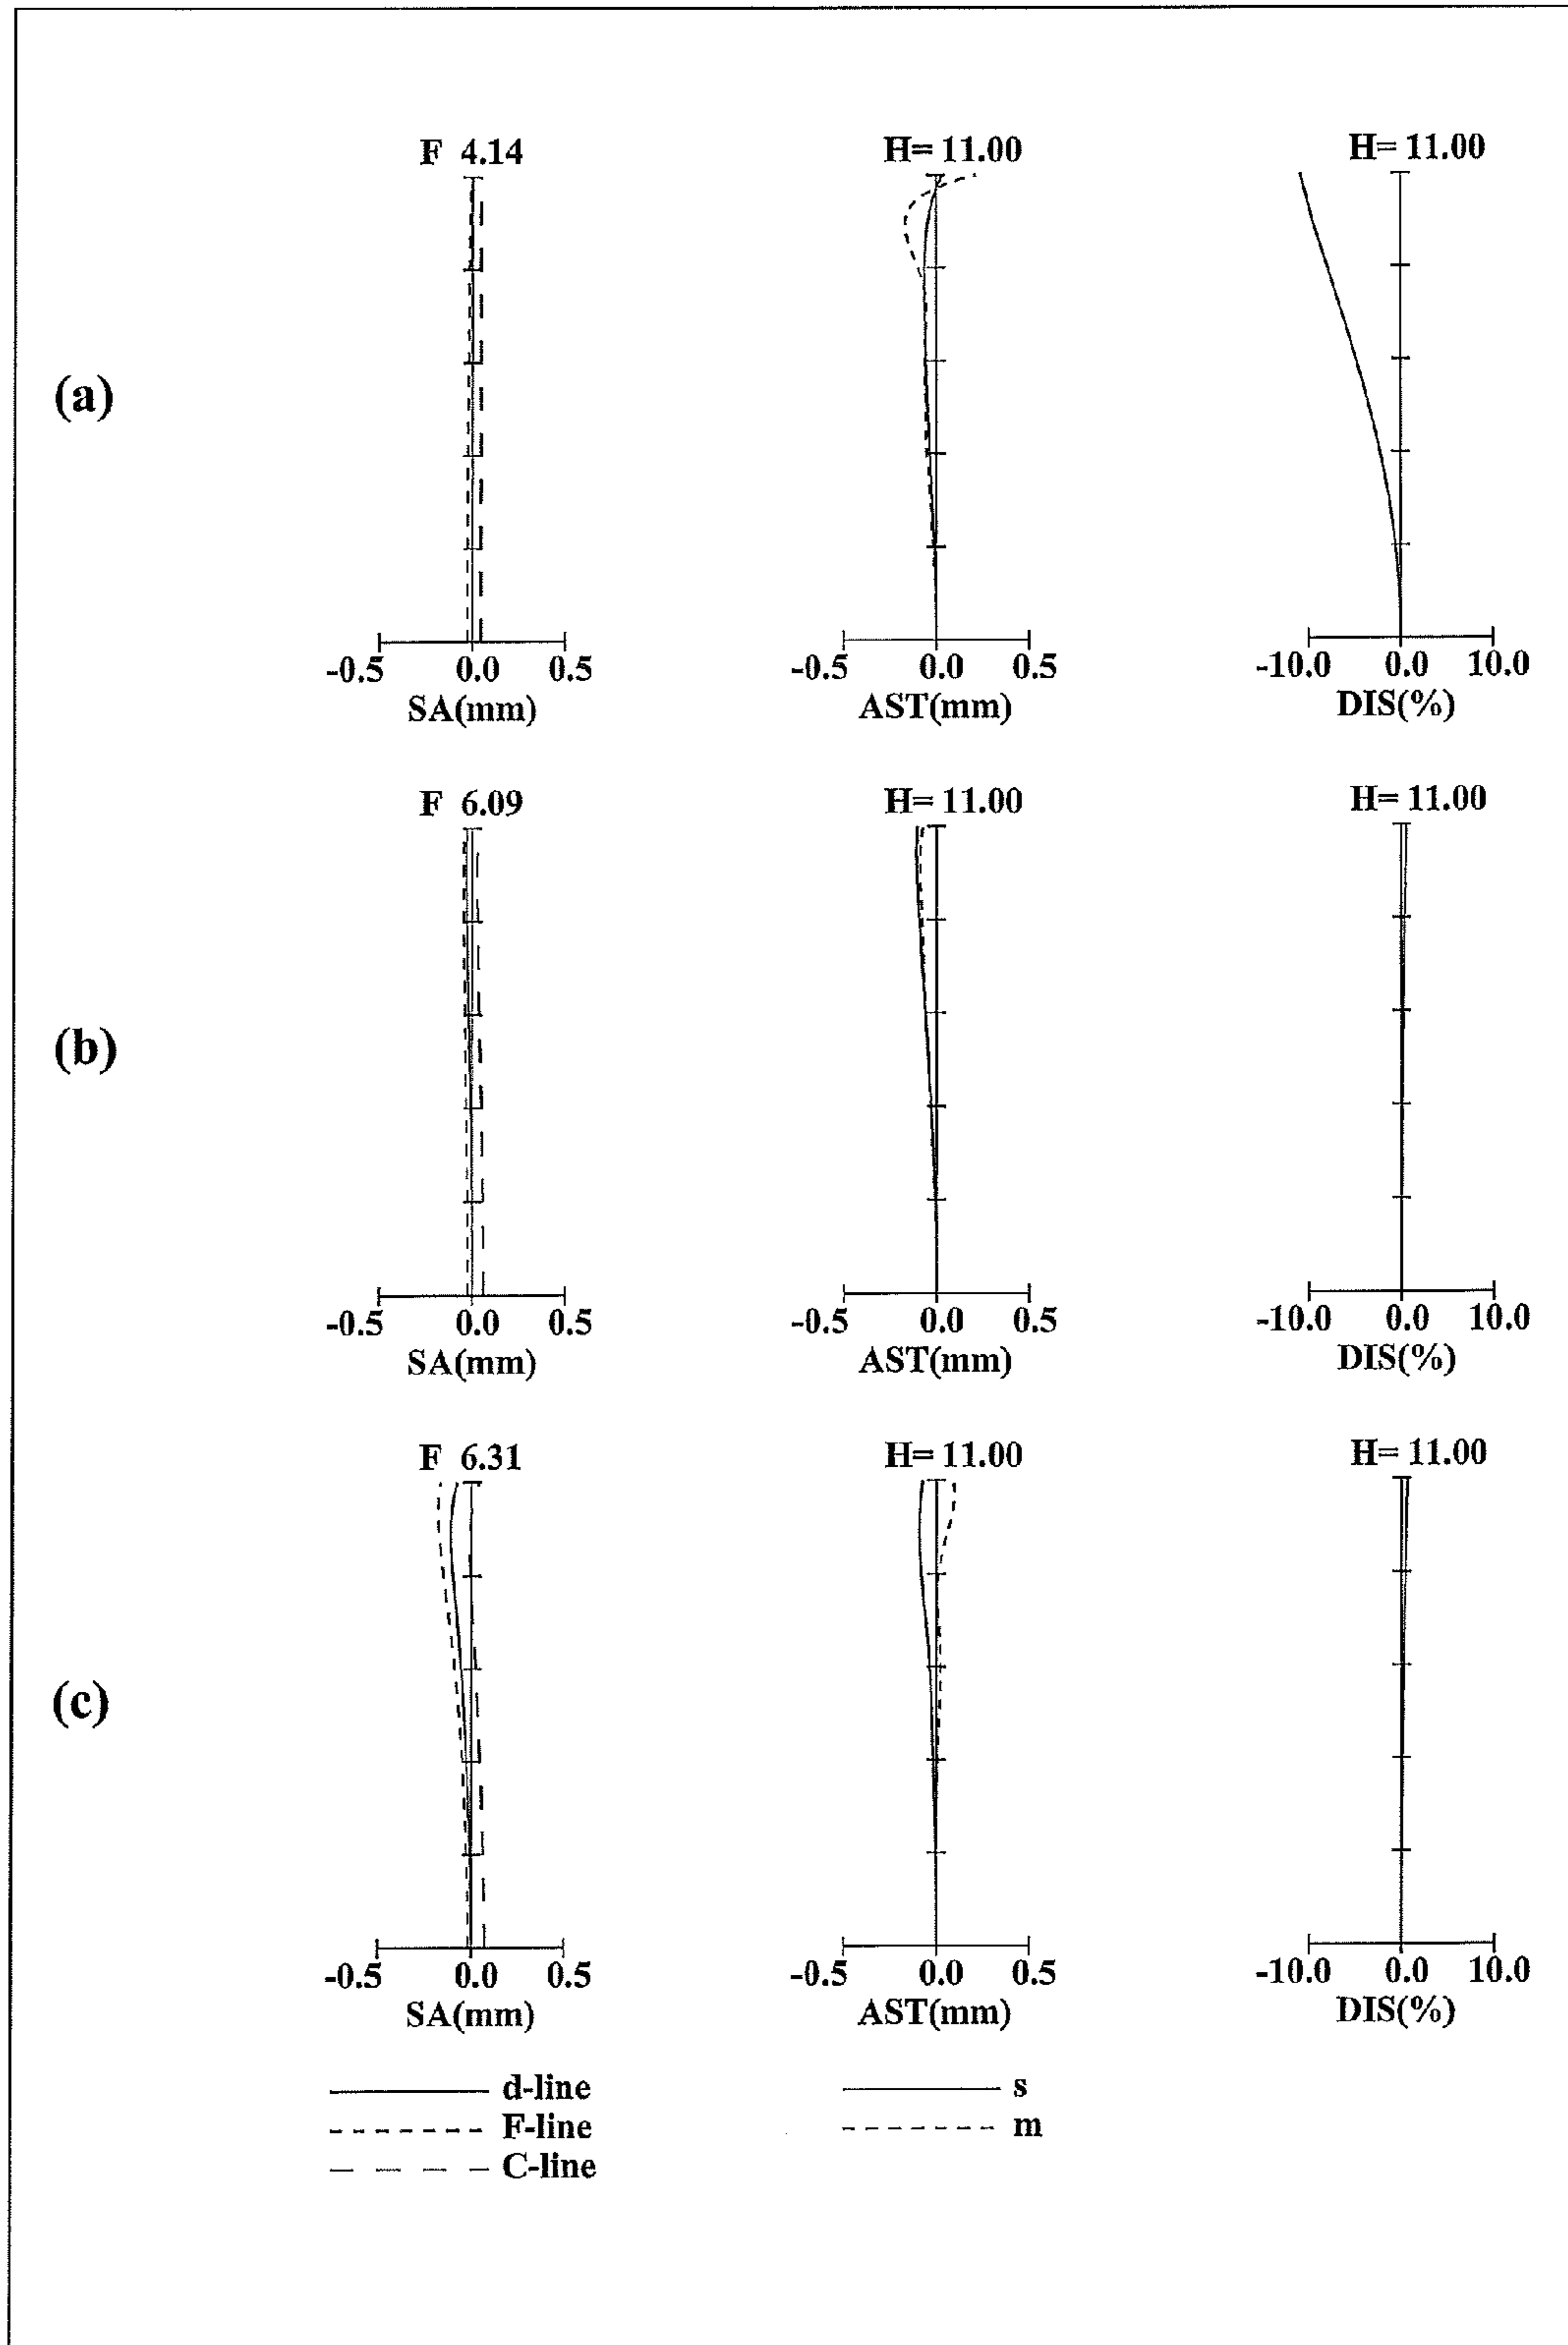 (a)
F 4.14
-0.5 0.0 0.5
SA(mm)
H= 11.00
-0.5 0.0 0.5
AST(mm)
H= 11.00
-10.0 0.0 10.0
DIS(%)
(b)
F 6.09
-0.5 0.0 0.5
SA(mm)
H= 11.00
-0.5 0.0 0.5
AST(mm)
H= 11.00
-10.0 0.0 10.0
DIS(%)
(c)
F 6.31
-0.5 0.0 0.5
SA(mm)
H= 11.00
-0.5 0.0 0.5
AST(mm)
H= 11.00
-10.0 0.0 10.0
DIS(%)
d-line
F-line
C-line
s
m